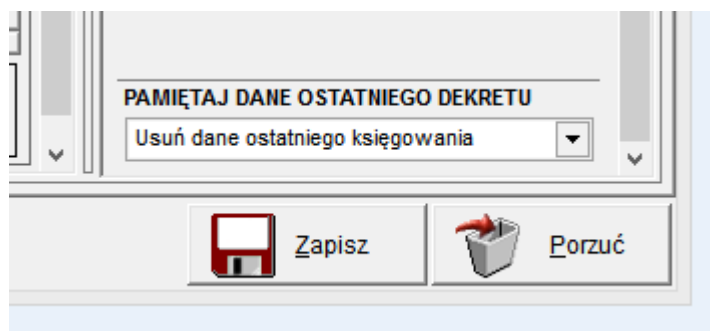 PAMIĘTAJ DANE OSTATNIEGO DEKRETU
Usuń dane ostatniego księgowania
Zapisz
Porzuć